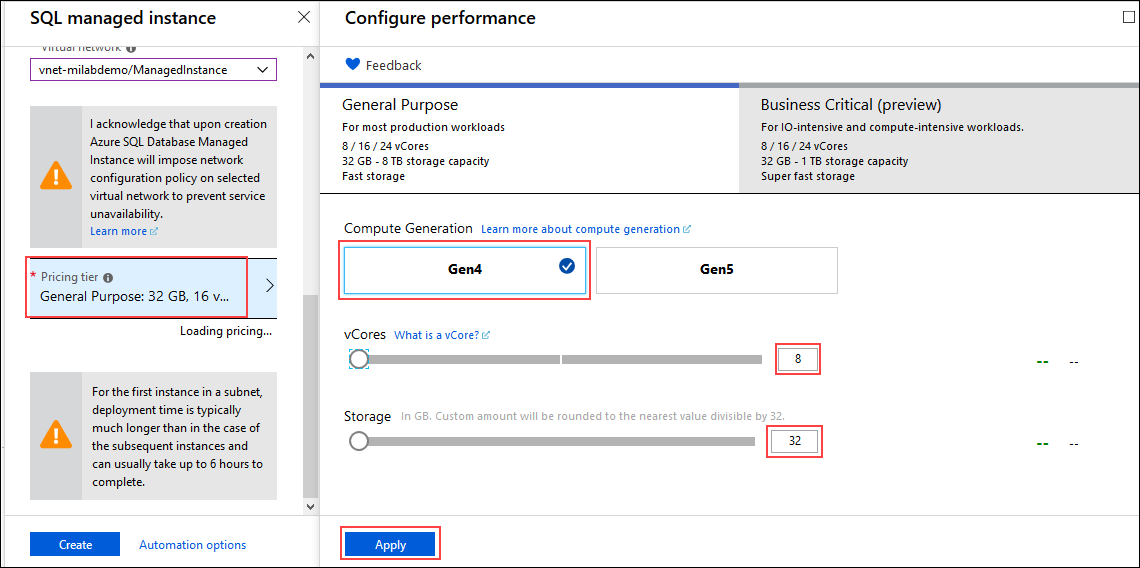 SQL managed instance
Virtual network
vnet-milabdemo/ManagedInstance
I acknowledge that upon creation
Azure SQL Database Managed
Instance will impose network
configuration policy on selected
virtual network to prevent service
unavailability.
Learn more
* Pricing tier
General Purpose: 32 GB, 16 v...
Loading pricing...
For the first instance in a subnet,
deployment time is typically
much longer than in the case of
the subsequent instances and
can usually take up to 6 hours to
complete.
Create
Automation options
Configure performance
Feedback
General Purpose
For most production workloads
8 / 16 / 24 vCores
32 GB - 8 TB storage capacity
Fast storage
Business Critical (preview)
For IO-intensive and compute-intensive workloads.
8 / 16 / 24 vCores
32 GB - 1 TB storage capacity
Super fast storage
Compute Generation Learn more about compute generation
Gen4
Gen5
vCores What is a vCore?
8
-- --
Storage In GB. Custom amount will be rounded to the nearest value divisible by 32.
32
-- --
Apply